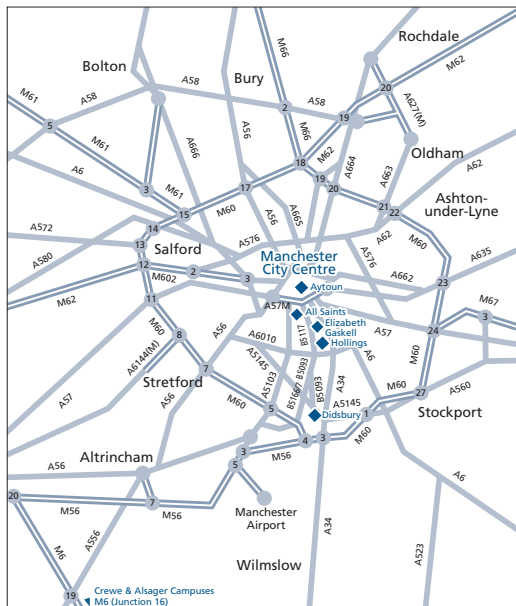 Rochdale
M66
M62
Bolton
Bury
20
M61
A58
A58
A58
A627(M)
2
19
5
A56
M66
A666
M62
Oldham
M61
A664
A663
A62
18
A6
19
3
M61
17
20
Ashton-
under-Lyne
M60
A56
A665
21
22
15
14
A572
Salford
A576
A62
M60
13
A580
Manchester
City Centre
A576
A635
12
2
3
A662
23
M602
Aytoun
M62
11
A57M
All Saints
M67
M60
A56
B5117
Elizabeth
Gaskell
A57
24
3
8
A6010
Hollings
A6144(M)
A5145
A6
M60
7
B5093
Stretford
A5103
B5166/7
B5093
A34
M60
A560
A57
A56
27
M60
5
A5145
Didsbury
1
Stockport
4
3
M60
3
Altrincham
M56
A56
5
A6
20
7
Manchester
Airport
M56
M56
A34
M6
A556
A523
Wilmslow
19
Crewe & Alsager Campuses
M6 (Junction 16)